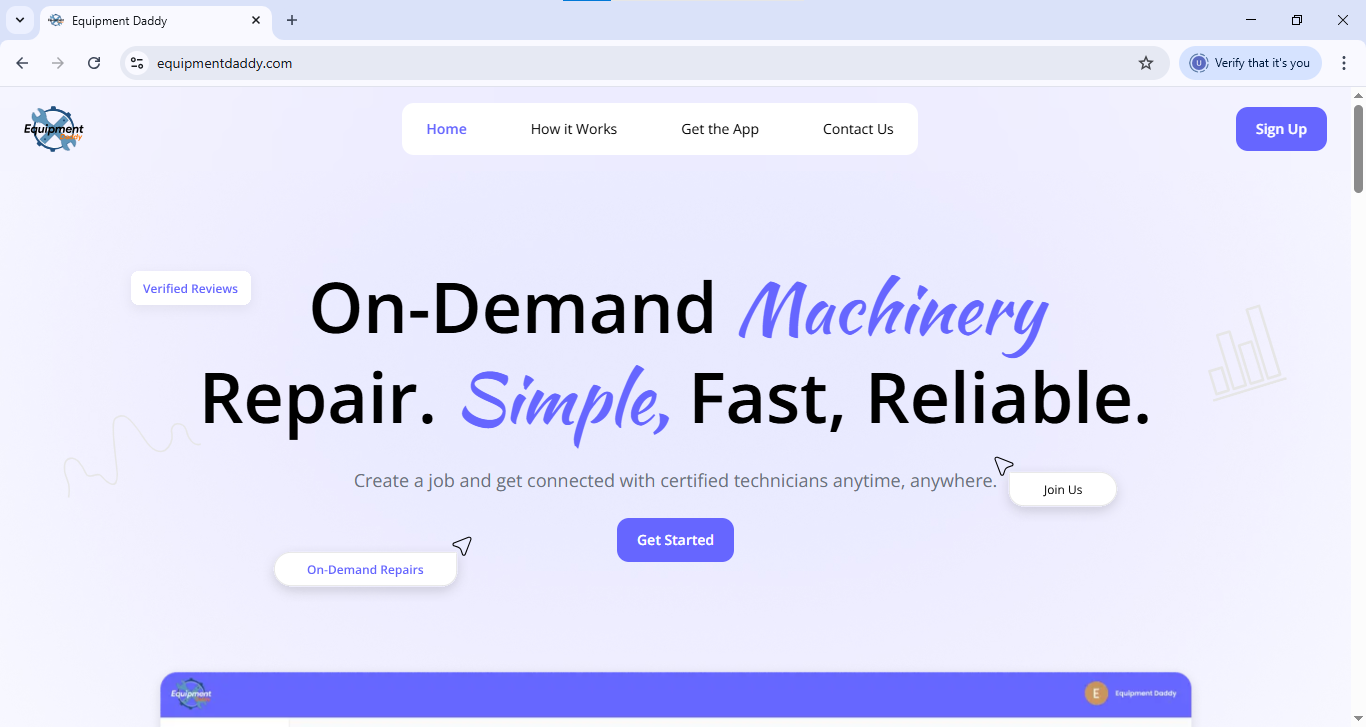 Equipment Daddy
equipmentdaddy.com
U
Verify that it's you
Equipment
Daddy
Home
How it Works
Get the App
Contact Us
Sign Up
Verified Reviews
On-Demand Machinery
Repair. Simple, Fast, Reliable.
Create a job and get connected with certified technicians anytime, anywhere.
Join Us
Get Started
On-Demand Repairs
Equipment
E
Equipment Daddy